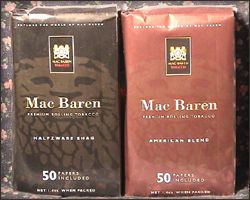 MAC BAREN
TOBACCO
Mac Baren
PREMIUM ROLLING TOBACCO
HALFZWARE SHAG
50 PAPERS
INCLUDED
MAC BAREN
TOBACCO
Mac Baren
PREMIUM ROLLING TOBACCO
AMERICAN BLEND
50 PAPERS
INCLUDED